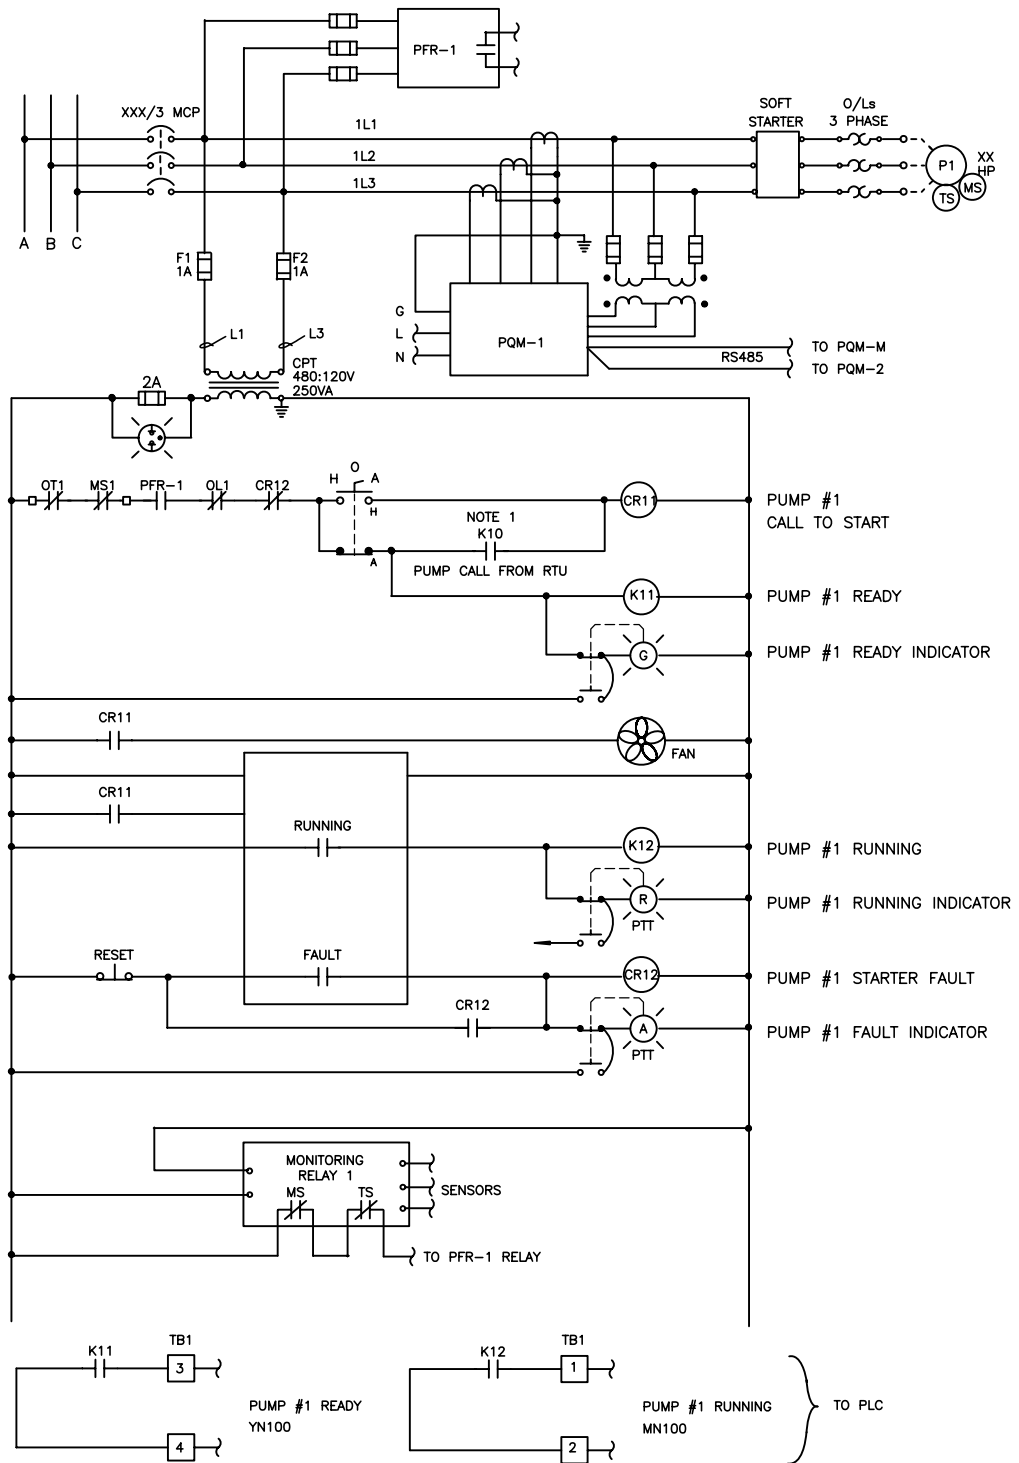 PFR-1
XXX/3 MCP
1L1
1L2
1L3
SOFT
STARTER
O/Ls
3 PHASE
P1
XX
HP
MS
TS
A B C
F1
1A
F2
1A
L1
L3
G
L
N
PQM-1
RS485
TO PQM-M
TO PQM-2
CPT
480:120V
250VA
2A
OT1 MS1 PFR-1 OL1 CR12
H O A
H
A
NOTE 1
K10
PUMP CALL FROM RTU
CR11
PUMP #1
CALL TO START
K11
PUMP #1 READY
G
PUMP #1 READY INDICATOR
CR11
FAN
CR11
RUNNING
K12
PUMP #1 RUNNING
R
PTT
PUMP #1 RUNNING INDICATOR
RESET
FAULT
CR12
PUMP #1 STARTER FAULT
CR12
A
PTT
PUMP #1 FAULT INDICATOR
MONITORING
RELAY 1
MS TS
SENSORS
TO PFR-1 RELAY
K11
TB1
3
4
PUMP #1 READY
YN100
K12
TB1
1
2
PUMP #1 RUNNING
MN100
TO PLC